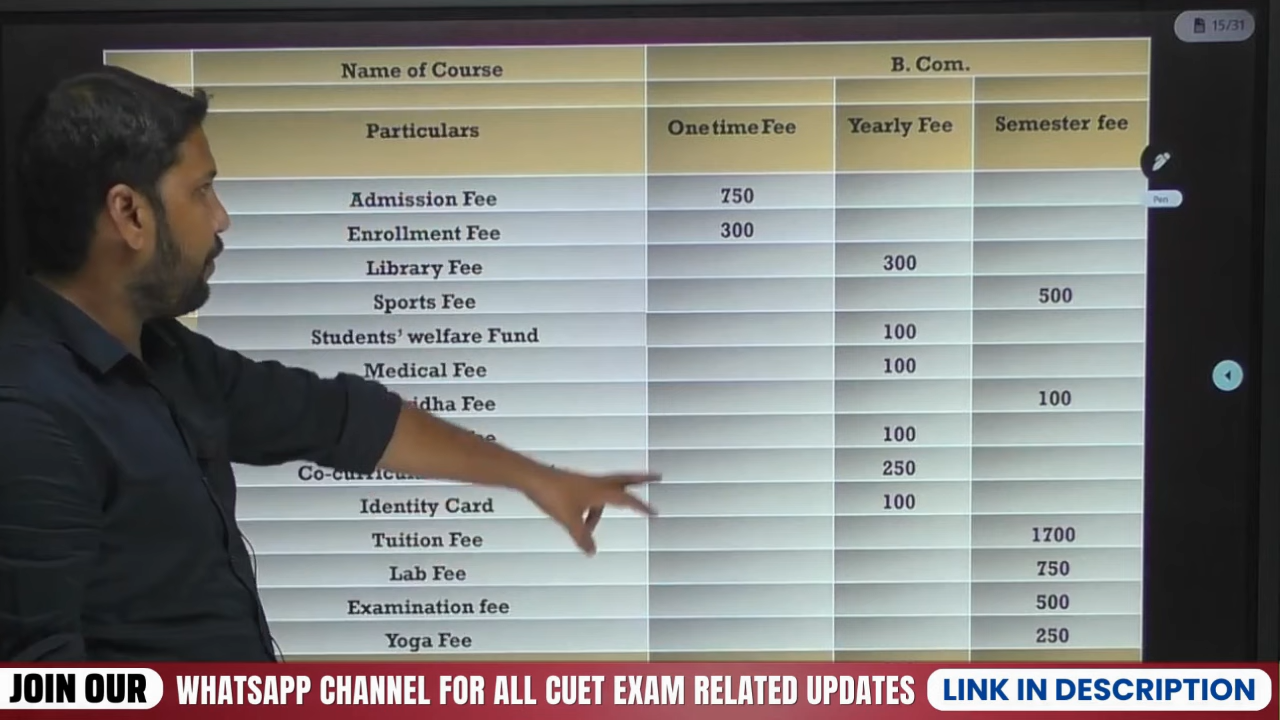 15/31
Name of Course B. Com.
Particulars One time Fee Yearly Fee Semester fee
Admission Fee 750
Enrollment Fee 300
Library Fee 300
Sports Fee 500
Students’ welfare Fund 100
Medical Fee 100
Fee 100
100
250
Identity Card 100
Tuition Fee 1700
Lab Fee 750
Examination fee 500
Yoga Fee 250
Pen
JOIN OUR WHATSAPP CHANNEL FOR ALL CUET EXAM RELATED UPDATES LINK IN DESCRIPTION